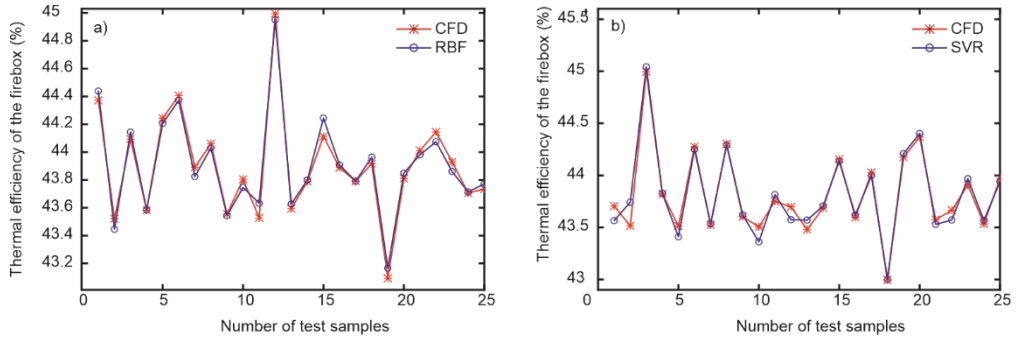 a)
CFD
RBF
Thermal efficiency of the firebox (%)
45
44.8
44.6
44.4
44.2
44
43.8
43.6
43.4
43.2
0
5
10
15
20
25
Number of test samples
b)
CFD
SVR
Thermal efficiency of the firebox (%)
45.5
45
44.5
44
43.5
43
0
5
10
15
20
25
Number of test samples